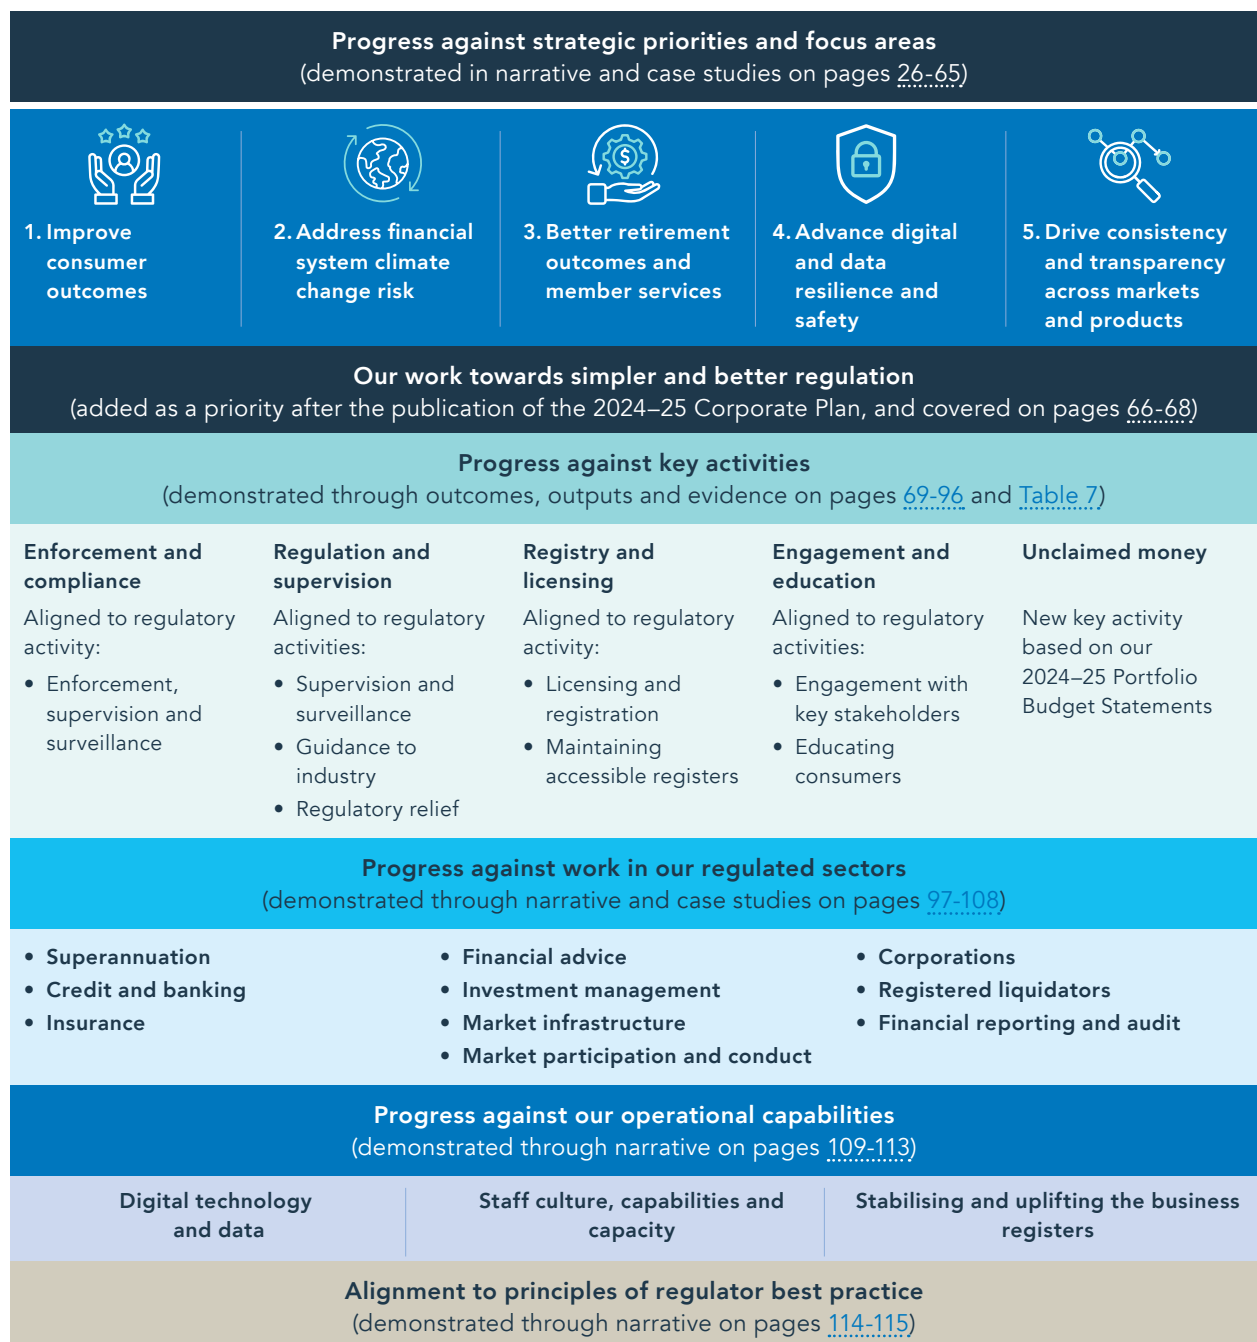 Progress against strategic priorities and focus areas
(demonstrated in narrative and case studies on pages 26-65)
1. Improve
consumer
outcomes
2. Address financial
system climate
change risk
3. Better retirement
outcomes and
member services
4. Advance digital
and data
resilience and
safety
5. Drive consistency
and transparency
across markets
and products
Our work towards simpler and better regulation
(added as a priority after the publication of the 2024–25 Corporate Plan, and covered on pages 66-68)
Progress against key activities
(demonstrated through outcomes, outputs and evidence on pages 69-96 and Table 7)
Enforcement and
compliance
Aligned to regulatory
activity:
• Enforcement,
supervision and
surveillance
Regulation and
supervision
Aligned to regulatory
activities:
• Supervision and
surveillance
• Guidance to
industry
• Regulatory relief
Registry and
licensing
Aligned to regulatory
activity:
• Licensing and
registration
• Maintaining
accessible registers
Engagement and
education
Aligned to regulatory
activities:
• Engagement with
key stakeholders
• Educating
consumers
Unclaimed money
New key activity
based on our
2024–25 Portfolio
Budget Statements
Progress against work in our regulated sectors
(demonstrated through narrative and case studies on pages 97-108)
• Superannuation
• Credit and banking
• Insurance
• Financial advice
• Investment management
• Market infrastructure
• Market participation and conduct
• Corporations
• Registered liquidators
• Financial reporting and audit
Progress against our operational capabilities
(demonstrated through narrative on pages 109-113)
Digital technology
and data
Staff culture, capabilities and
capacity
Stabilising and uplifting the business
registers
Alignment to principles of regulator best practice
(demonstrated through narrative on pages 114-115)